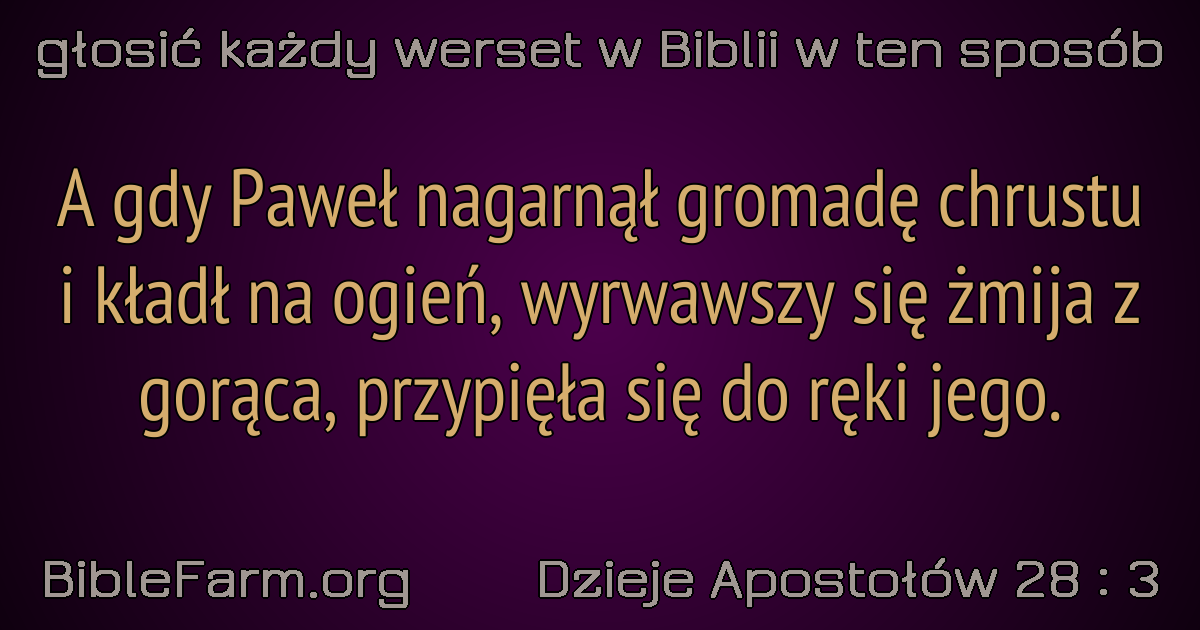 głosić każdy werset w Biblii w ten sposób
A gdy Paweł nagarnął gromadę chrustu
i kładł na ogień, wyrwawszy się żmija z
gorąca, przypięła się do ręki jego.
BibleFarm.org
Dzieje Apostołów 28 : 3